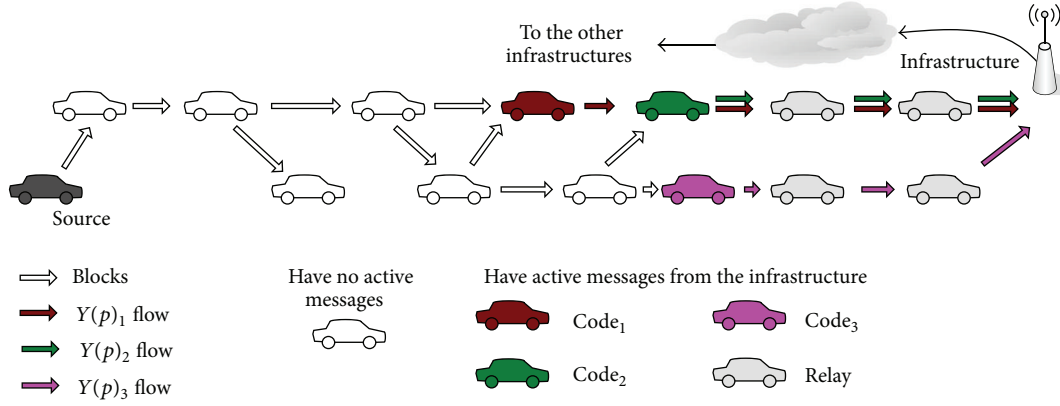 To the other
infrastructures
Infrastructure
Source
Blocks
Y(p)₁ flow
Y(p)₂ flow
Y(p)₃ flow
Have no active
messages
Have active messages from the infrastructure
Code₁
Code₂
Code₃
Relay